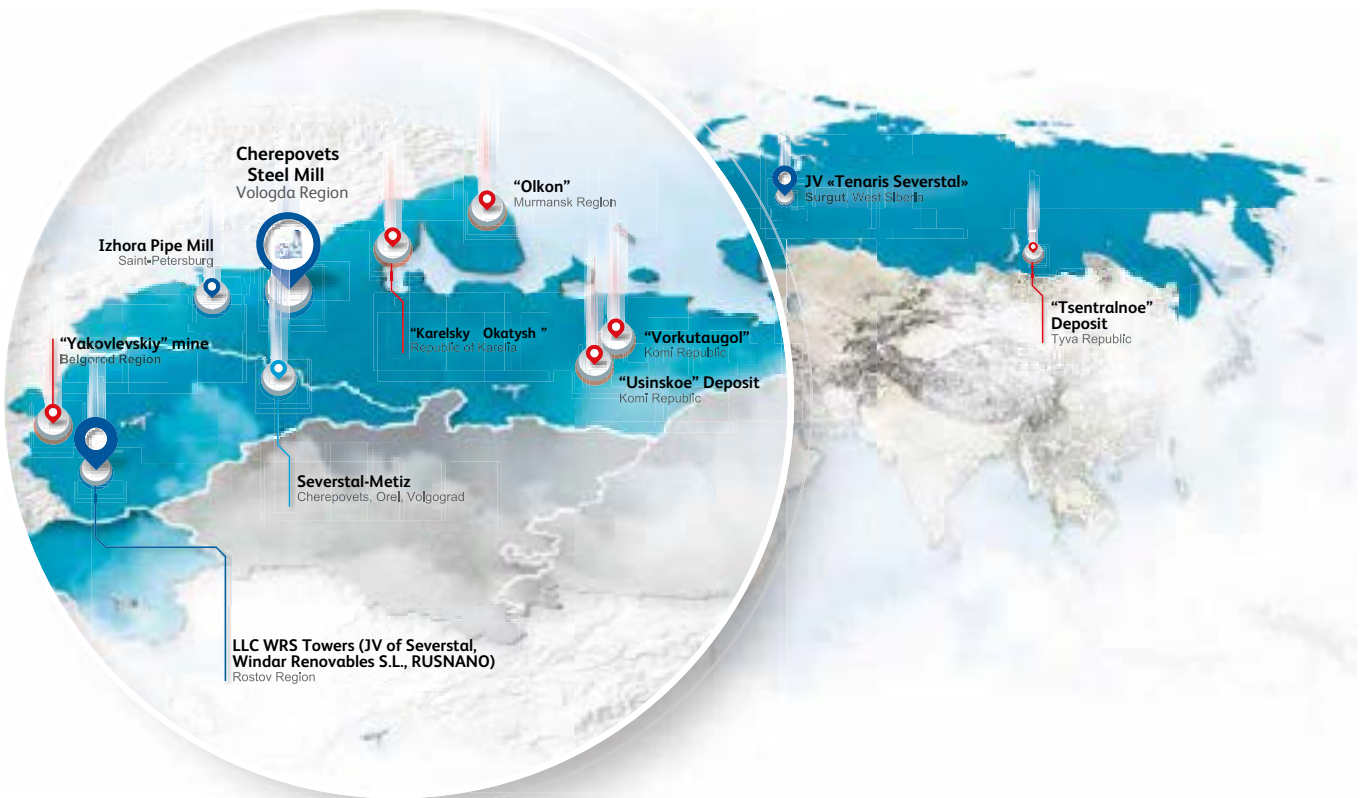 Cherepovets
Steel Mill
Vologda Region
“Olkon”
Murmansk Region
JV «Tenaris Severstal»
Surgut, West Siberia
Izhora Pipe Mill
Saint-Petersburg
“Karelsky Okatysh ”
Republic of Karelia
“Vorkutaugol”
Komi Republic
“Tsentralnoe”
Deposit
Tyva Republic
“Yakovlevskiy” mine
Belgorod Region
“Usinskoe” Deposit
Komi Republic
Severstal-Metiz
Cherepovets, Orel, Volgograd
LLC WRS Towers (JV of Severstal,
Windar Renovables S.L., RUSNANO)
Rostov Region